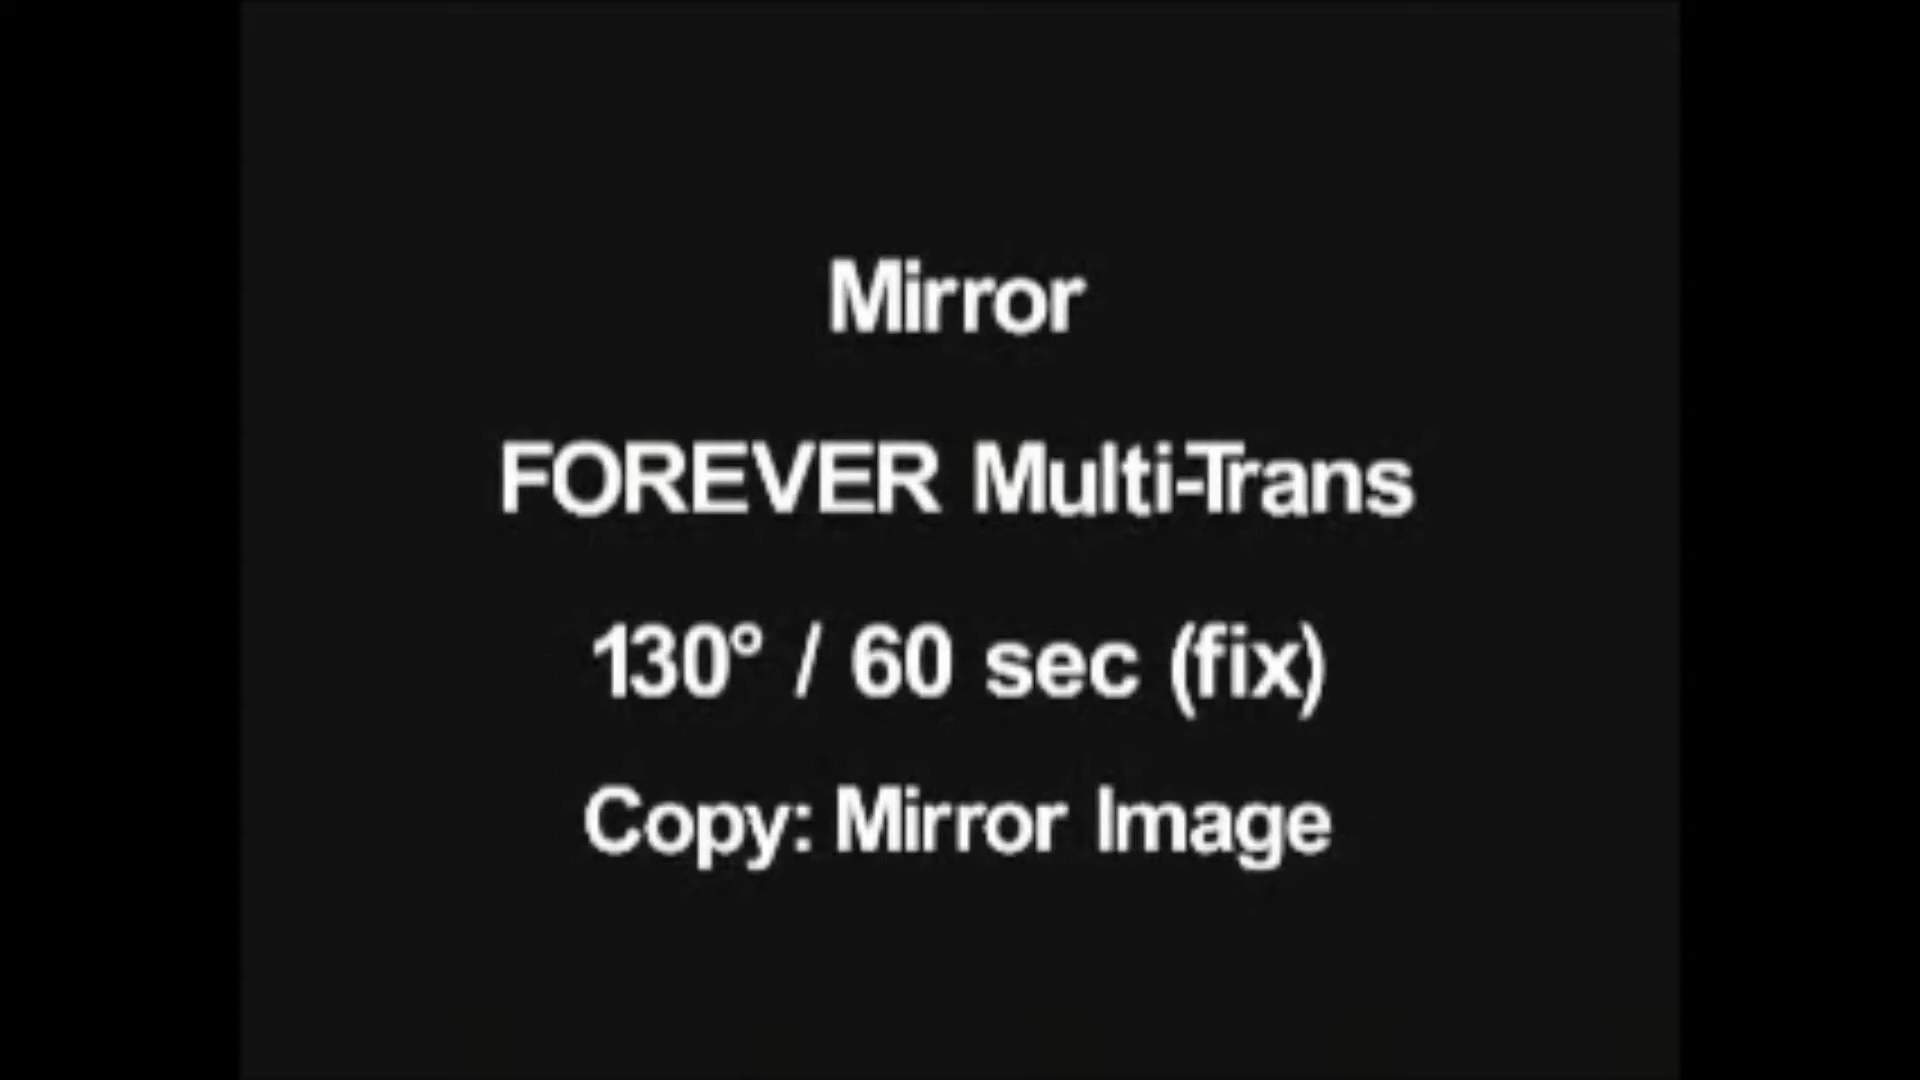 Mirror
FOREVER Multi-Trans
130° / 60 sec (fix)
Copy: Mirror Image